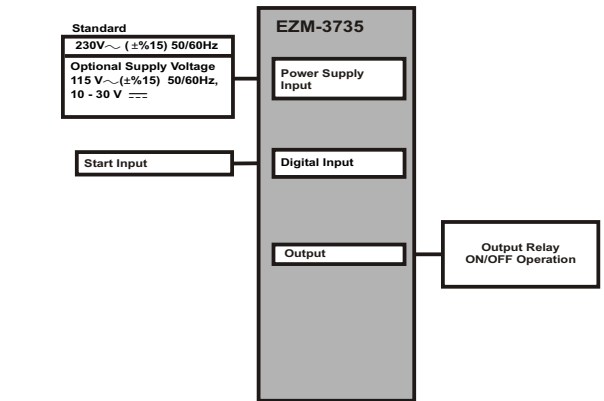 Standard
230V～ ( ±%15) 50/60Hz
Optional Supply Voltage
115 V～(±%15) 50/60Hz,
10 - 30 V ⎓
Start Input
EZM-3735
Power Supply
Input
Digital Input
Output
Output Relay
ON/OFF Operation